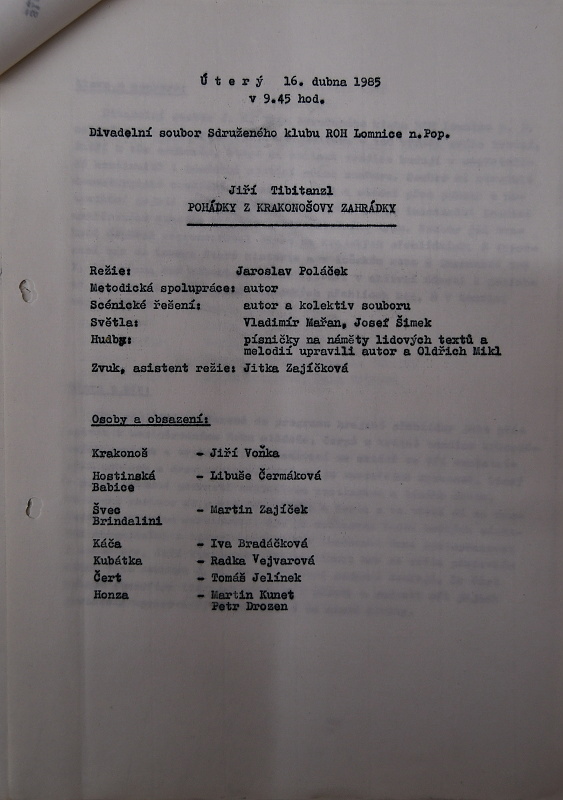 Ú t e r ý 16. dubna 1985
v 9.45 hod.
Divadelní soubor Sdruženého klubu ROH Lomnice n.Pop.
Jiří Tibitanzl
POHÁDKY Z KRAKONOŠOVY ZAHRÁDKY
Režie: Jaroslav Poláček
Metodická spolupráce: autor
Scénické řešení: autor a kolektiv souboru
Světla: Vladimír Mařan, Josef Šimek
Hudba: písničky na náměty lidových textů a
melodií upravili autor a Oldřich Mikl
Zvuk, asistent režie: Jitka Zajíčková
Osoby a obsazení:
Krakonoš - Jiří Voňka
Hostinská - Libuše Čermáková
Babice
Švec - Martin Zajíček
Brindalini
Káča - Iva Bradáčková
Kubátka - Radka Vejvarová
Čert - Tomáš Jelínek
Honza - Martin Kunet
Petr Drozen